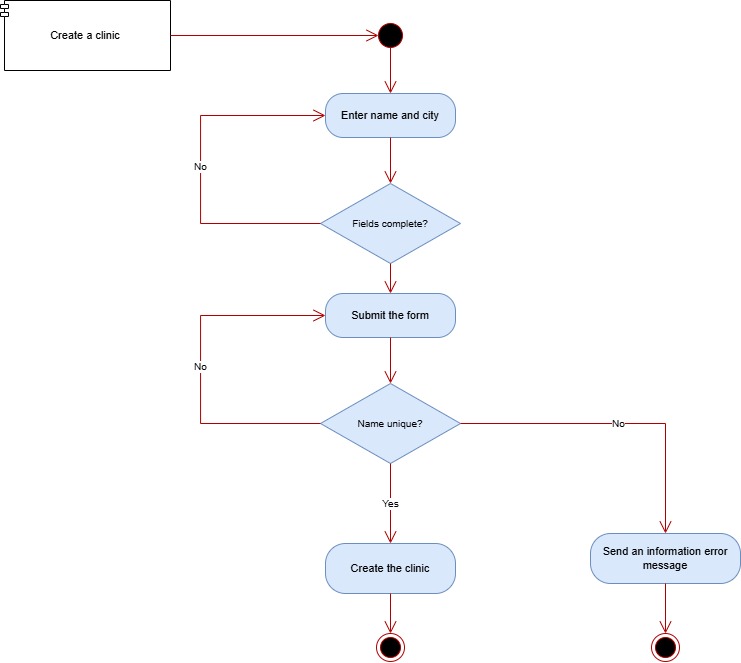 Create a clinic
Enter name and city
No
Fields complete?
Submit the form
No
Name unique?
No
Yes
Send an information error
message
Create the clinic